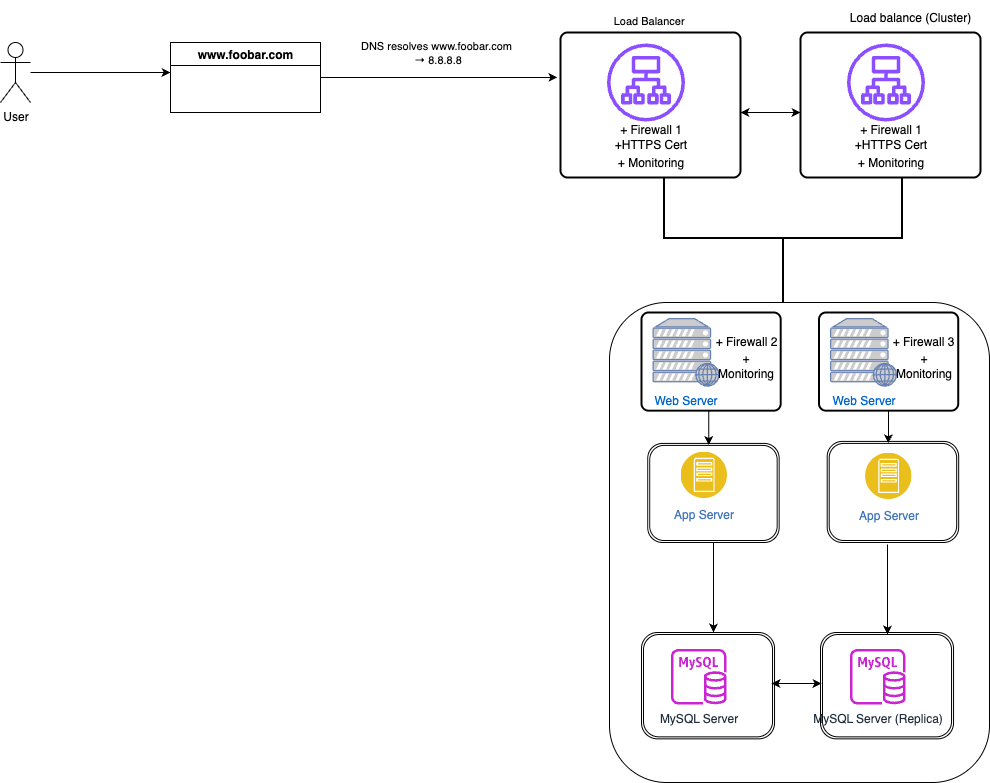 Load Balancer
Load balance (Cluster)
www.foobar.com
DNS resolves www.foobar.com
→ 8.8.8.8
User
+ Firewall 1
+HTTPS Cert
+ Monitoring
+ Firewall 1
+HTTPS Cert
+ Monitoring
+ Firewall 2
+
Monitoring
Web Server
+ Firewall 3
+
Monitoring
Web Server
App Server
App Server
MySQL
MySQL Server
MySQL
MySQL Server (Replica)